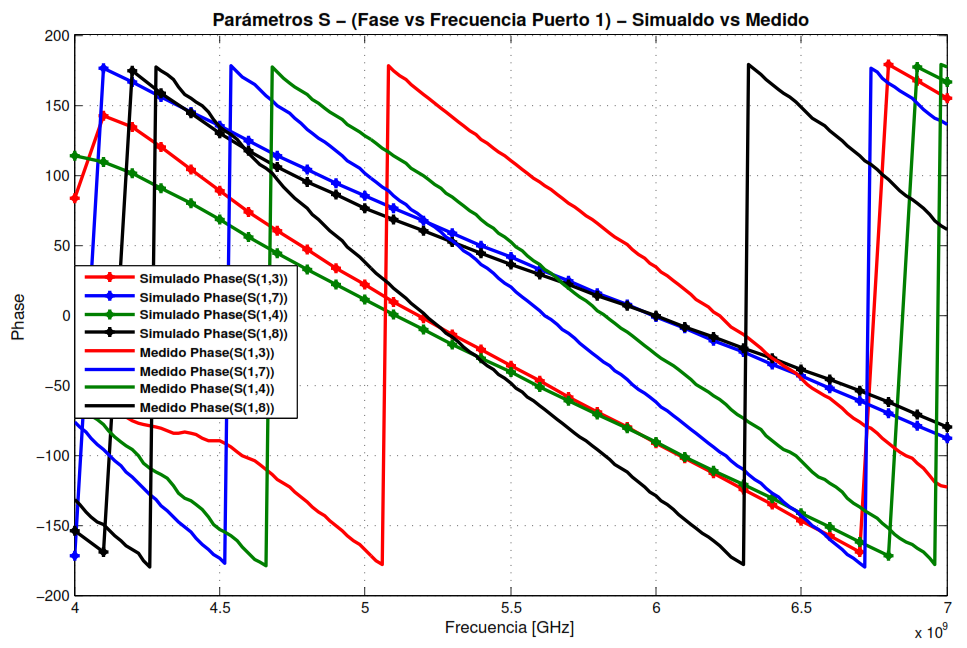 Parámetros S – (Fase vs Frecuencia Puerto 1) – Simualdo vs Medido
200
150
100
50
0
−50
−100
−150
−200
Phase
Simulado Phase(S(1,3))
Simulado Phase(S(1,7))
Simulado Phase(S(1,4))
Simulado Phase(S(1,8))
Medido Phase(S(1,3))
Medido Phase(S(1,7))
Medido Phase(S(1,4))
Medido Phase(S(1,8))
4 4.5 5 5.5 6 6.5 7
Frecuencia [GHz]
x 10⁹